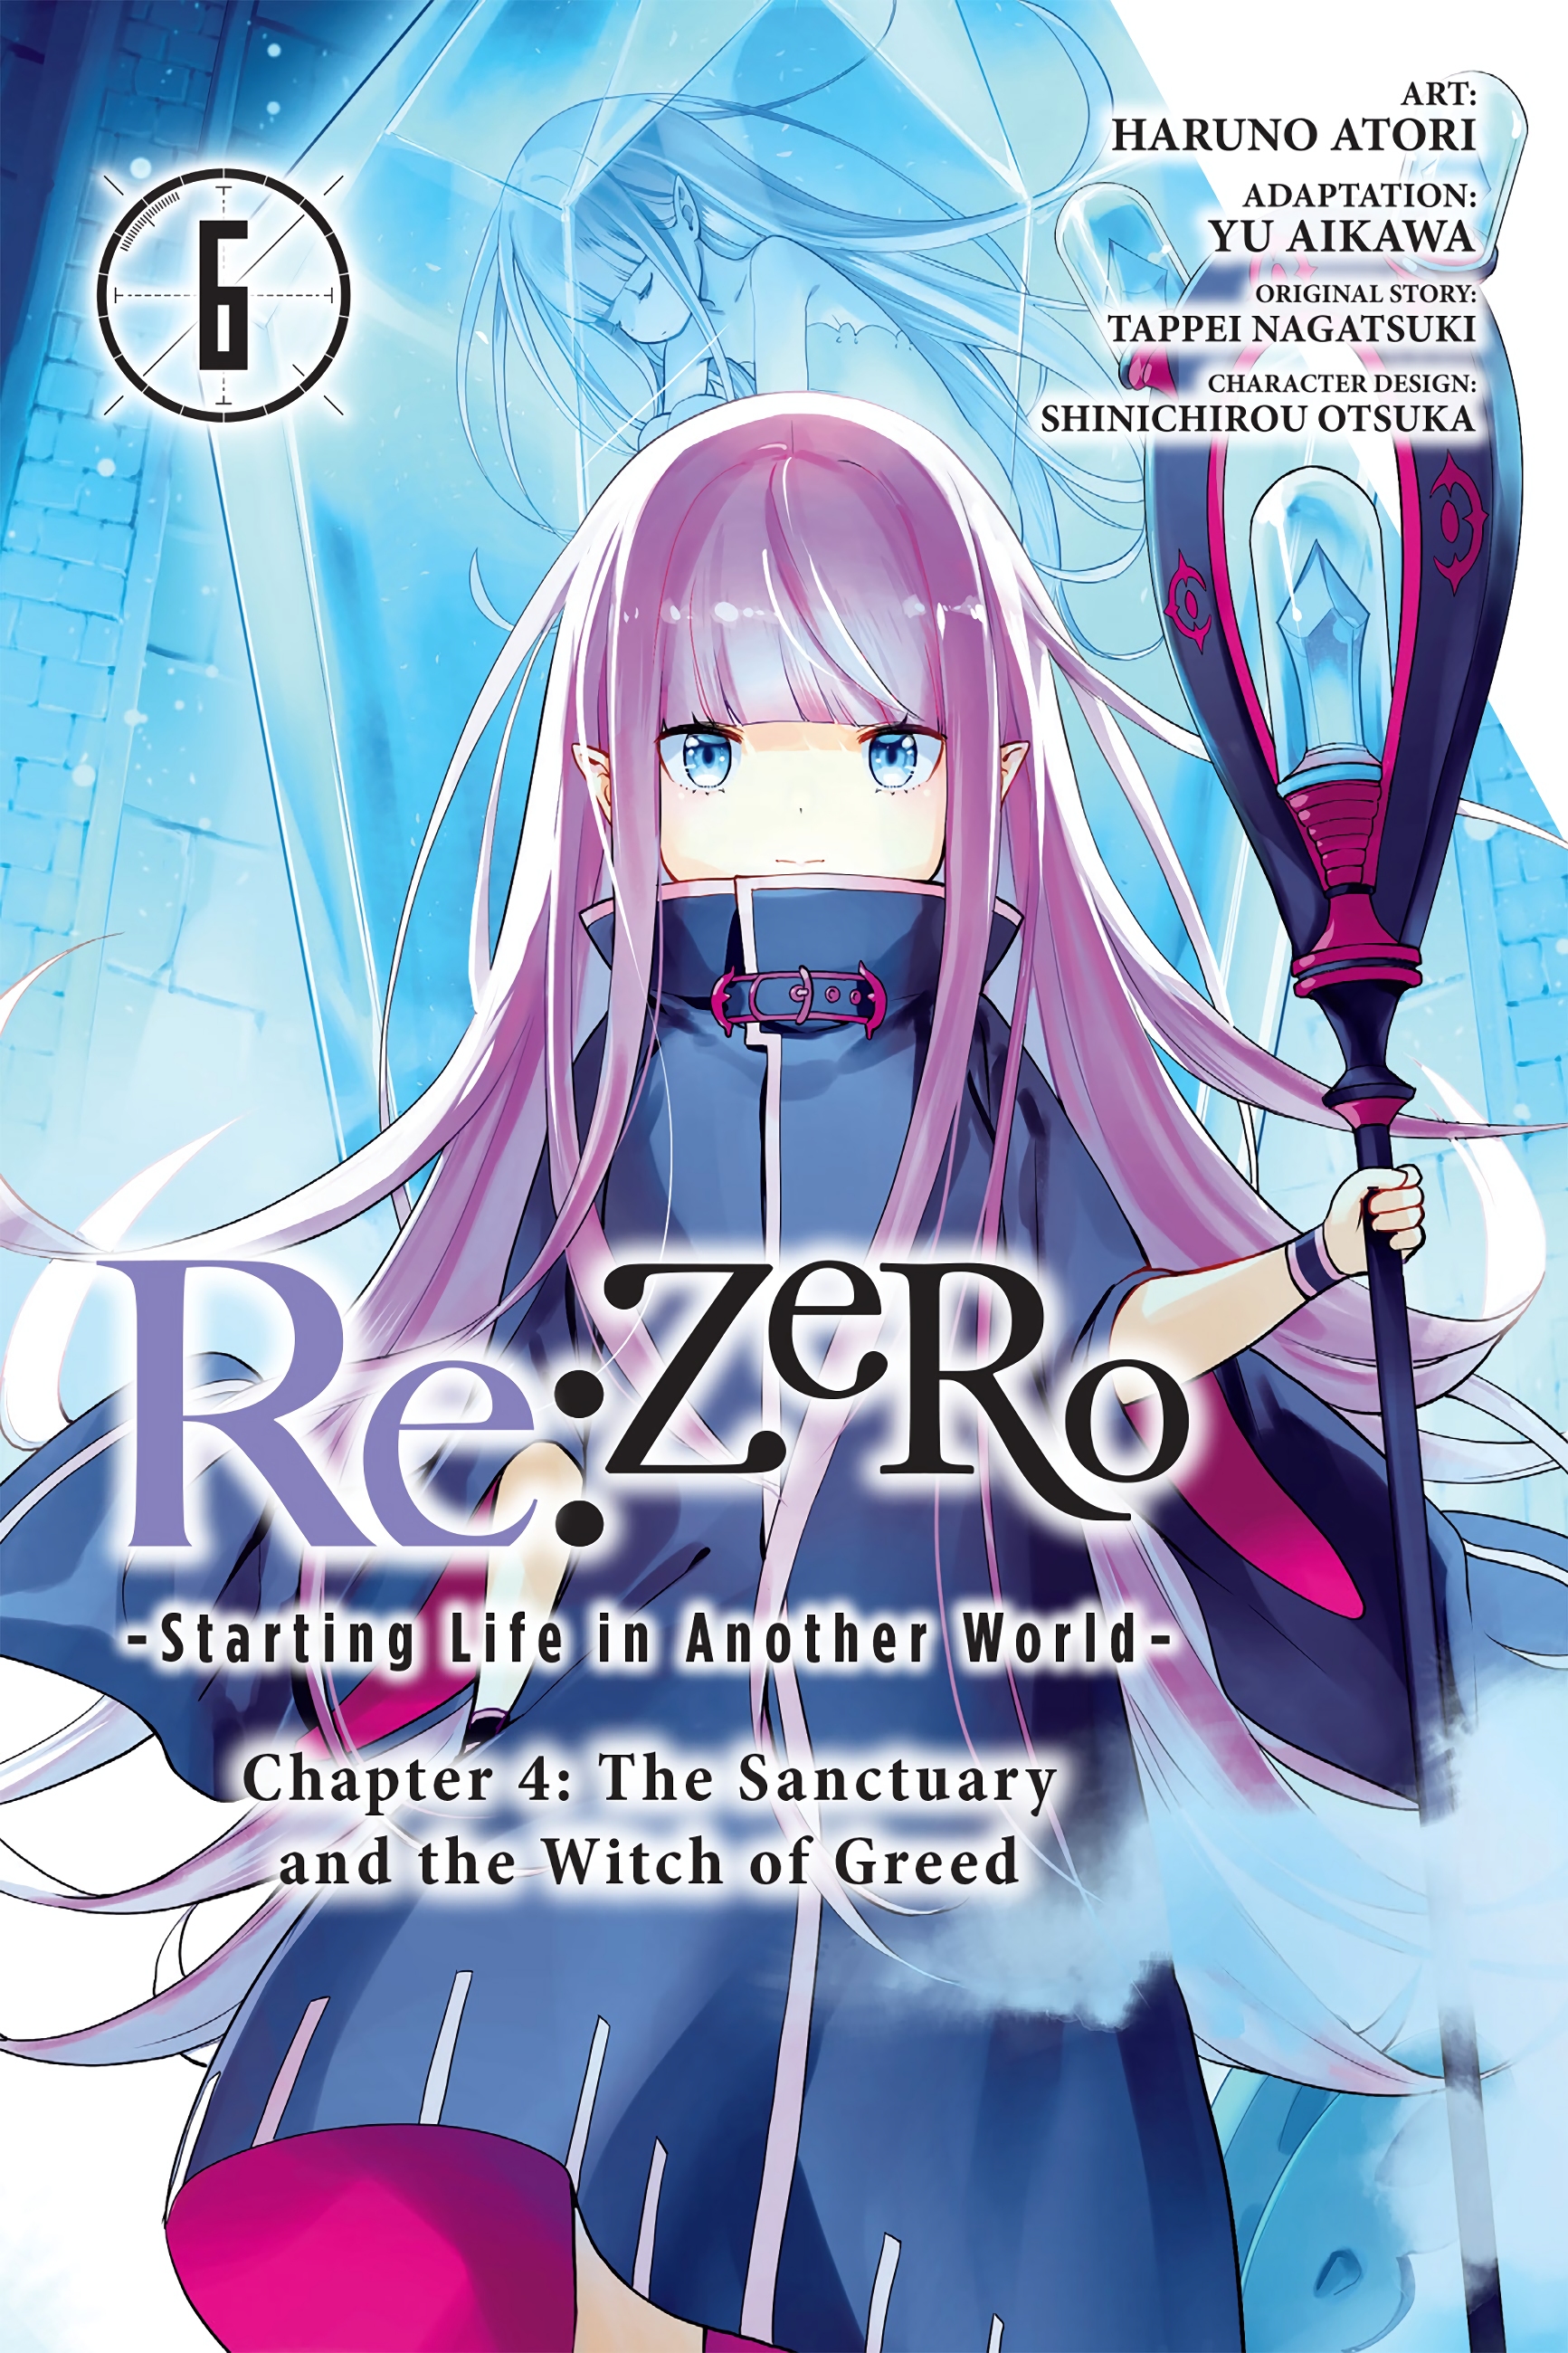 6
ART:
HARUNO ATORI
ADAPTATION:
YU AIKAWA
ORIGINAL STORY:
TAPPEI NAGATSUKI
CHARACTER DESIGN:
SHINICHIROU OTSUKA
Re:ZeRo
-Starting Life in Another World-
Chapter 4: The Sanctuary
and the Witch of Greed